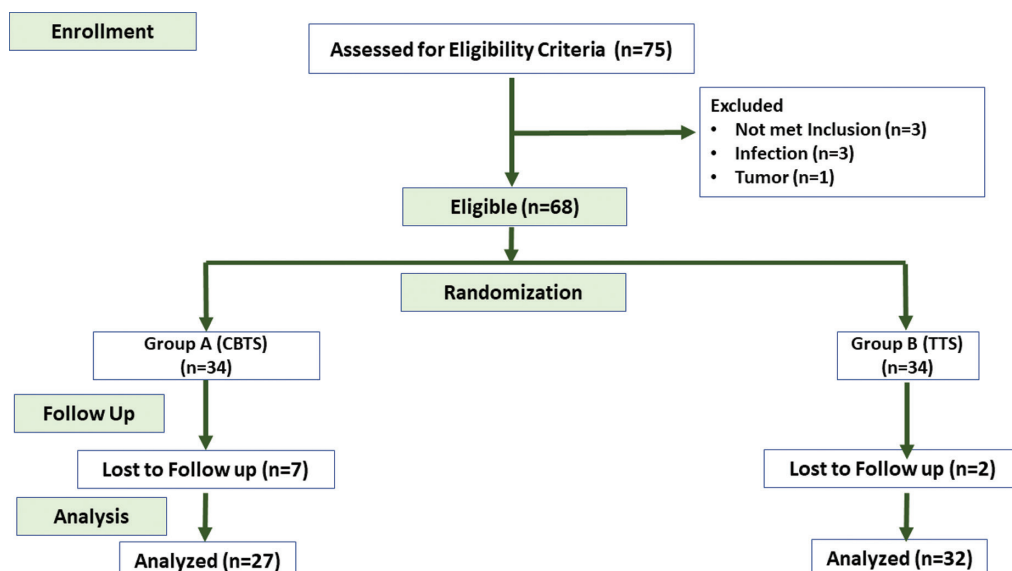 Enrollment
Assessed for Eligibility Criteria (n=75)
Excluded
• Not met Inclusion (n=3)
• Infection (n=3)
• Tumor (n=1)
Eligible (n=68)
Randomization
Group A (CBTS)
(n=34)
Group B (TTS)
(n=34)
Follow Up
Lost to Follow up (n=7)
Lost to Follow up (n=2)
Analysis
Analyzed (n=27)
Analyzed (n=32)